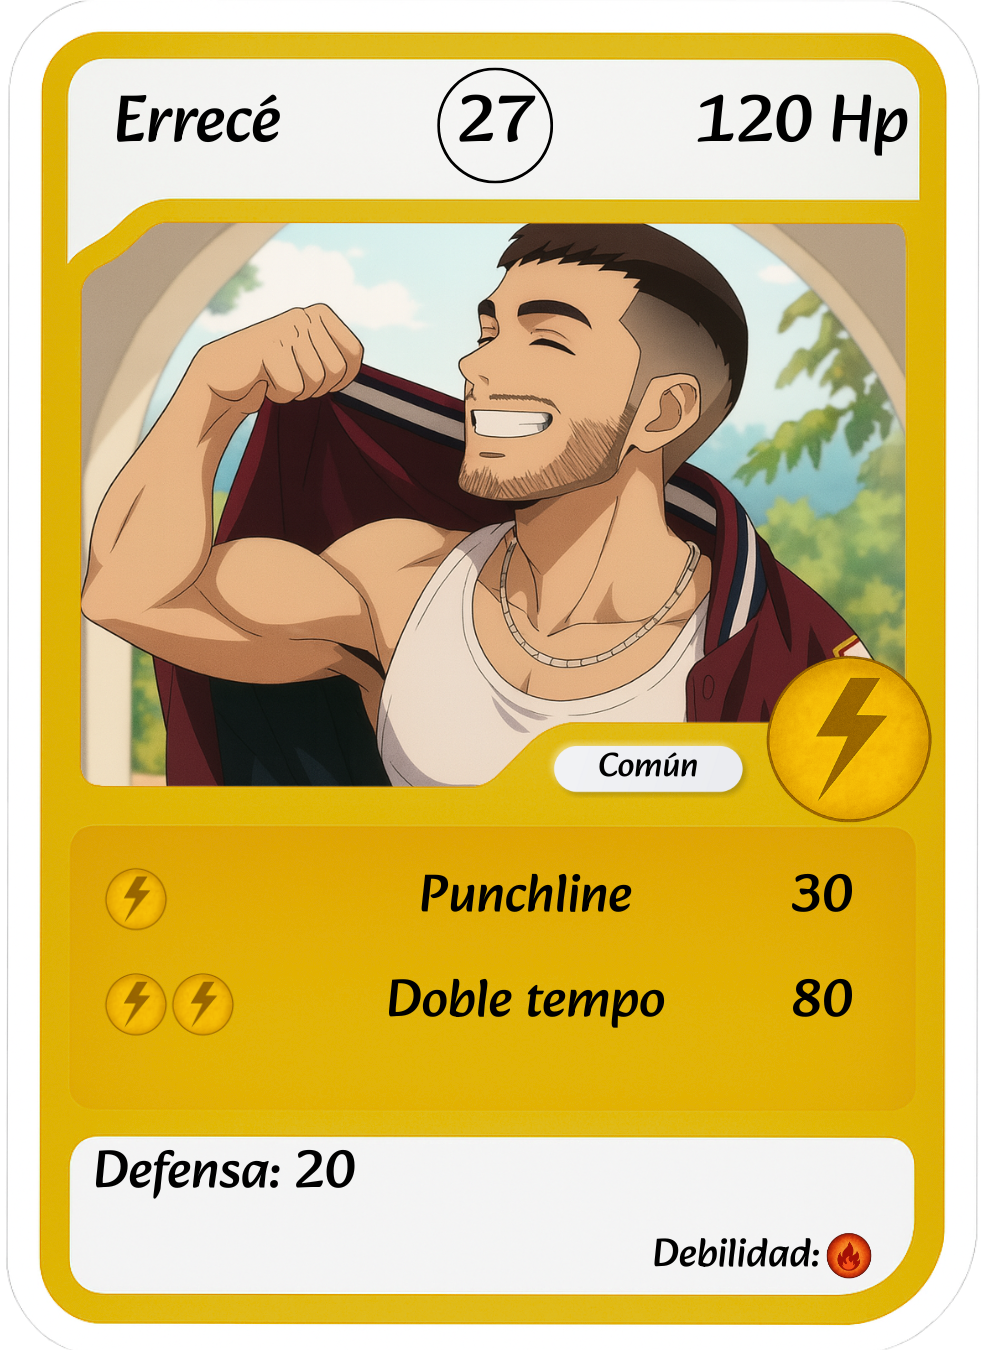 Errecé 27 120 Hp
Común
Punchline 30
Doble tempo 80
Defensa: 20
Debilidad: